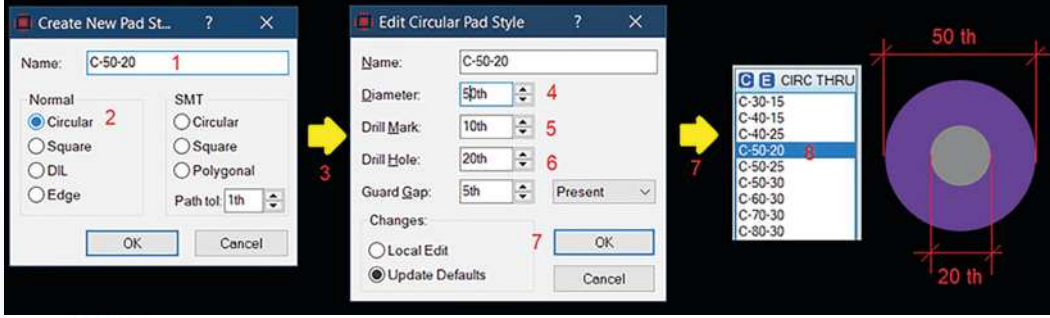 Create New Pad St... ? ×
Name: C-50-20 1
Normal
Circular 2
Square
DIL
Edge
SMT
Circular
Square
Polygonal
Path tol: 1th
OK Cancel
3
Edit Circular Pad Style ? ×
Name: C-50-20
Diameter: 50th 4
Drill Mark: 10th 5
Drill Hole: 20th 6
Guard Gap: 5th Present
Changes:
Local Edit
Update Defaults
7 OK
Cancel
7
C E CIRC THRU
C-30-15
C-40-15
C-40-25
C-50-20 8
C-50-25
C-50-30
C-60-30
C-70-30
C-80-30
50 th
20 th